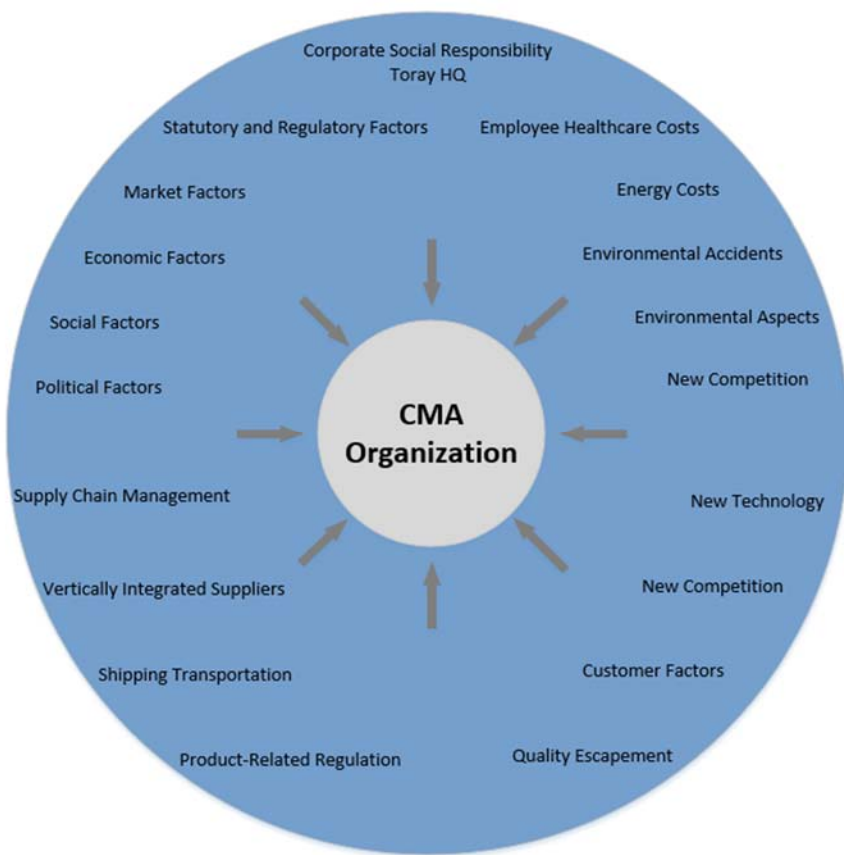 Corporate Social Responsibility
Toray HQ
Statutory and Regulatory Factors
Employee Healthcare Costs
Market Factors
Energy Costs
Economic Factors
Environmental Accidents
Social Factors
Environmental Aspects
Political Factors
New Competition
CMA
Organization
Supply Chain Management
New Technology
Vertically Integrated Suppliers
New Competition
Shipping Transportation
Customer Factors
Product-Related Regulation
Quality Escapement